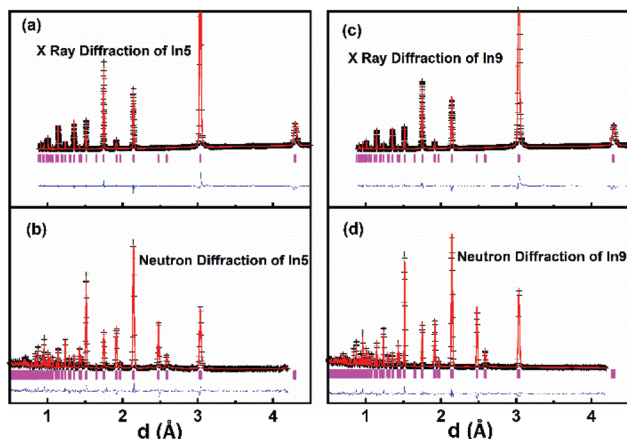 (a)
X Ray Diffraction of In5
(c)
X Ray Diffraction of In9
(b)
Neutron Diffraction of In5
(d)
Neutron Diffraction of In9
1 2 3 4
1 2 3 4
d (Å)
d (Å)